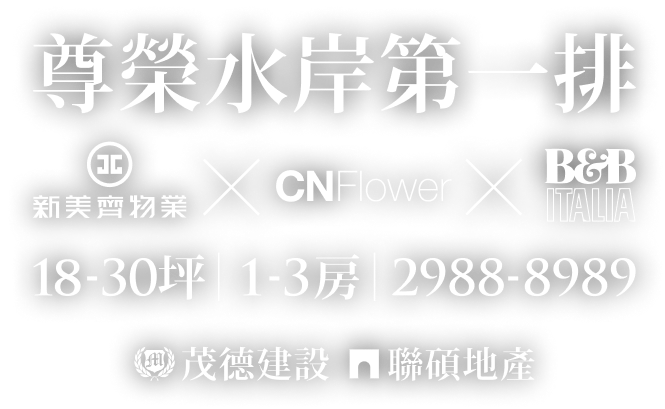 尊榮水岸第一排
新美齊物業 × CNFlower × B&B ITALIA
18-30坪 | 1-3房 | 2988-8989
茂德建設 聯碩地產